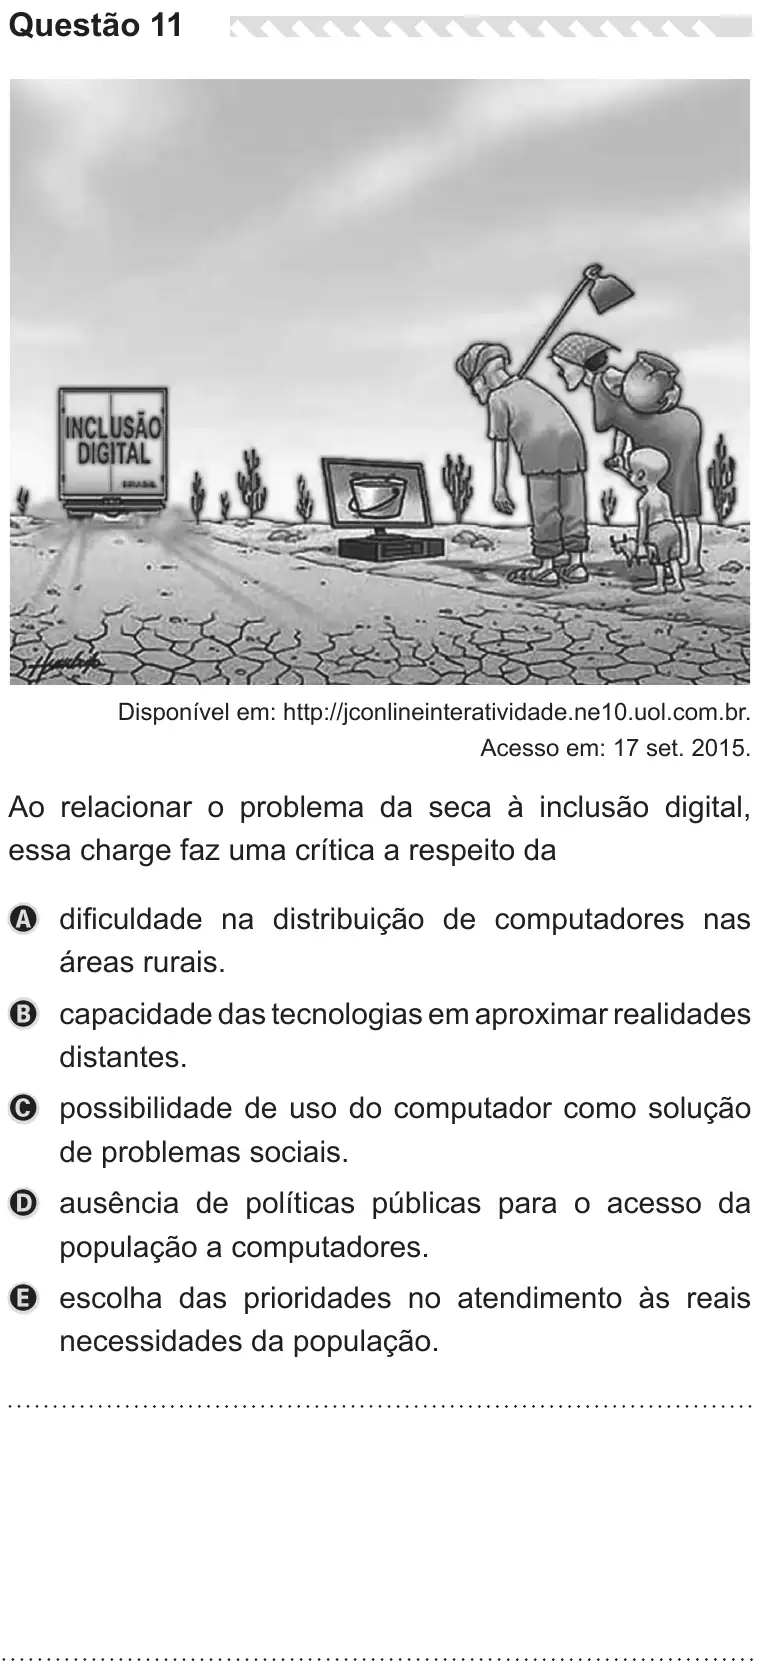 Questão 11
INCLUSÃO
DIGITAL
BRASIL
Disponível em: http://jconlineinteratividade.ne10.uol.com.br.
Acesso em: 17 set. 2015.
Ao relacionar o problema da seca à inclusão digital,
essa charge faz uma crítica a respeito da
A dificuldade na distribuição de computadores nas
áreas rurais.
B capacidade das tecnologias em aproximar realidades
distantes.
C possibilidade de uso do computador como solução
de problemas sociais.
D ausência de políticas públicas para o acesso da
população a computadores.
E escolha das prioridades no atendimento às reais
necessidades da população.